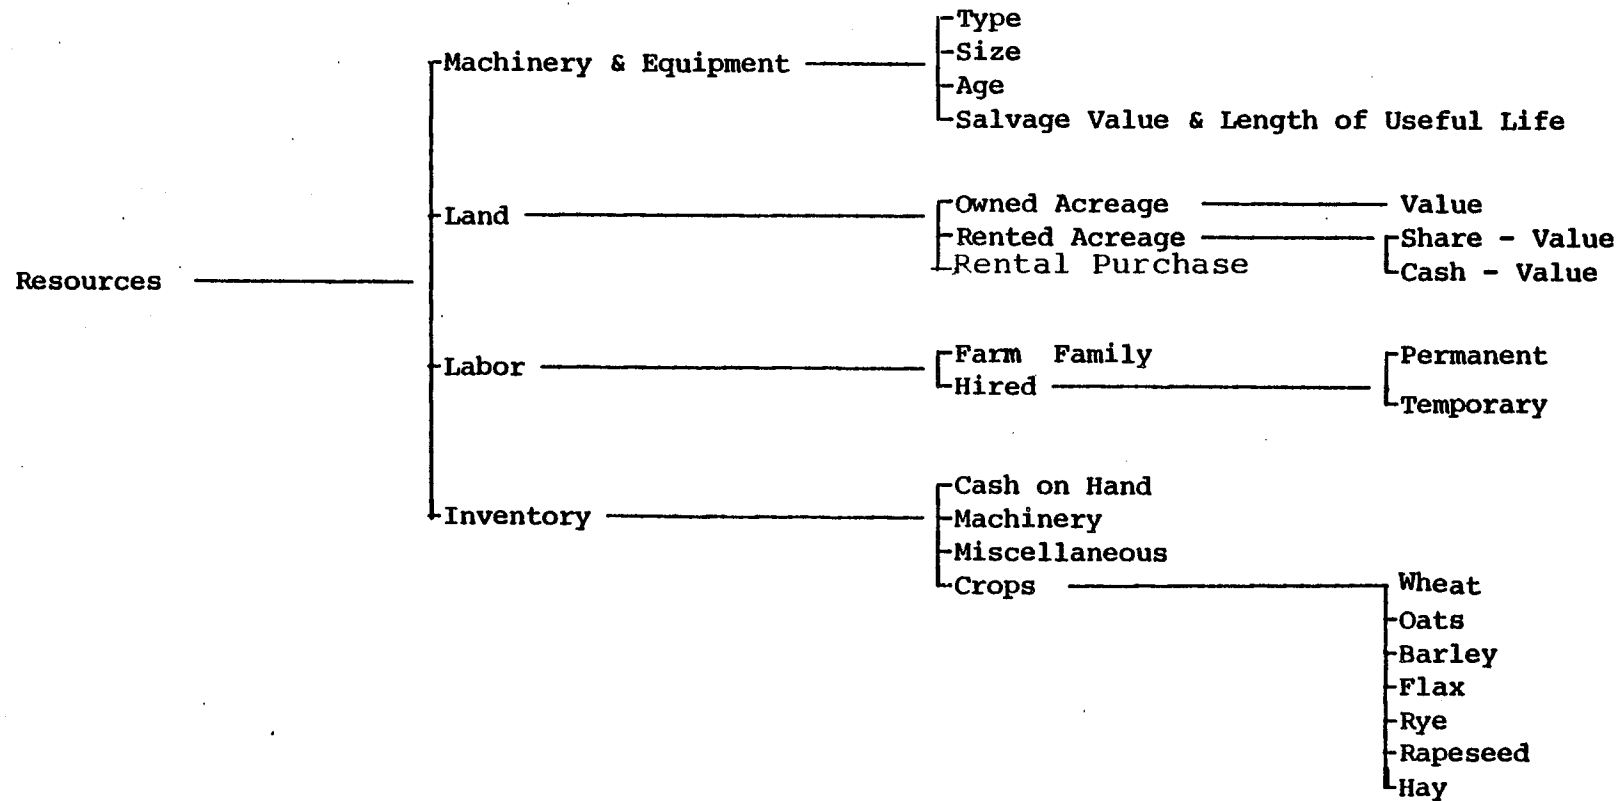 Type
Size
Machinery & Equipment
Age
Salvage Value & Length of Useful Life
Owned Acreage
Value
Land
Rented Acreage
Share - Value
Rental Purchase
Cash - Value
Resources
Farm Family
Permanent
Labor
Hired
Temporary
Cash on Hand
Inventory
Machinery
Miscellaneous
Crops
Wheat
Oats
Barley
Flax
Rye
Rapeseed
Hay